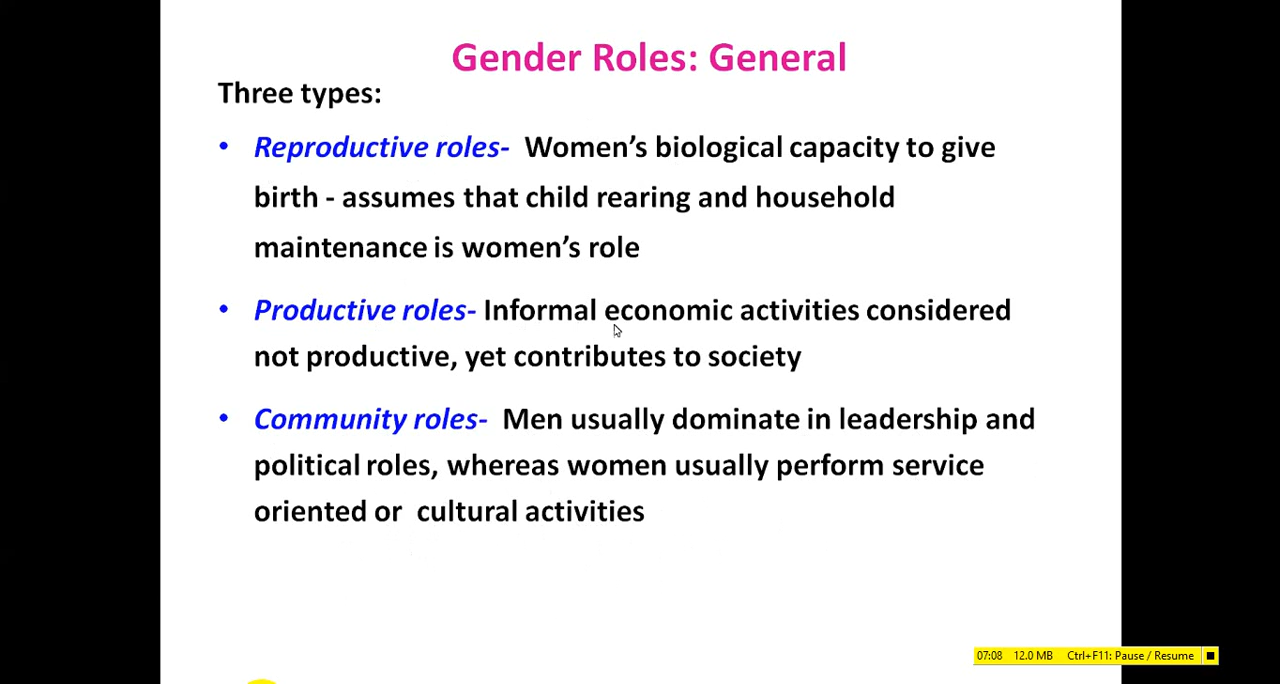 Gender Roles: General
Three types:
• Reproductive roles- Women's biological capacity to give
birth - assumes that child rearing and household
maintenance is women's role
• Productive roles- Informal economic activities considered
not productive, yet contributes to society
• Community roles- Men usually dominate in leadership and
political roles, whereas women usually perform service
oriented or cultural activities
07:08 12.0 MB Ctrl+F11: Pause / Resume